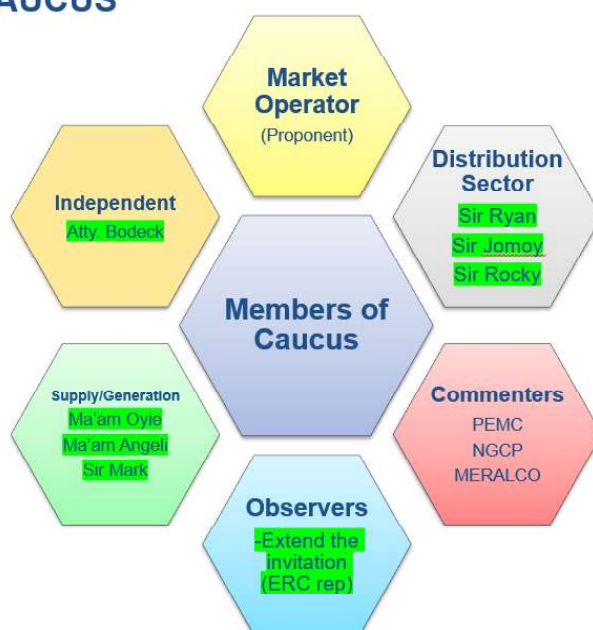 AUCUS
Market
Operator
(Proponent)
Independent
Atty. Bodeck
Distribution
Sector
Sir Ryan
Sir Jomoy
Sir Rocky
Members of
Caucus
Supply/Generation
Ma'am Oyie
Ma'am Angeli
Sir Mark
Commenters
PEMC
NGCP
MERALCO
Observers
-Extend the
invitation
(ERC rep)